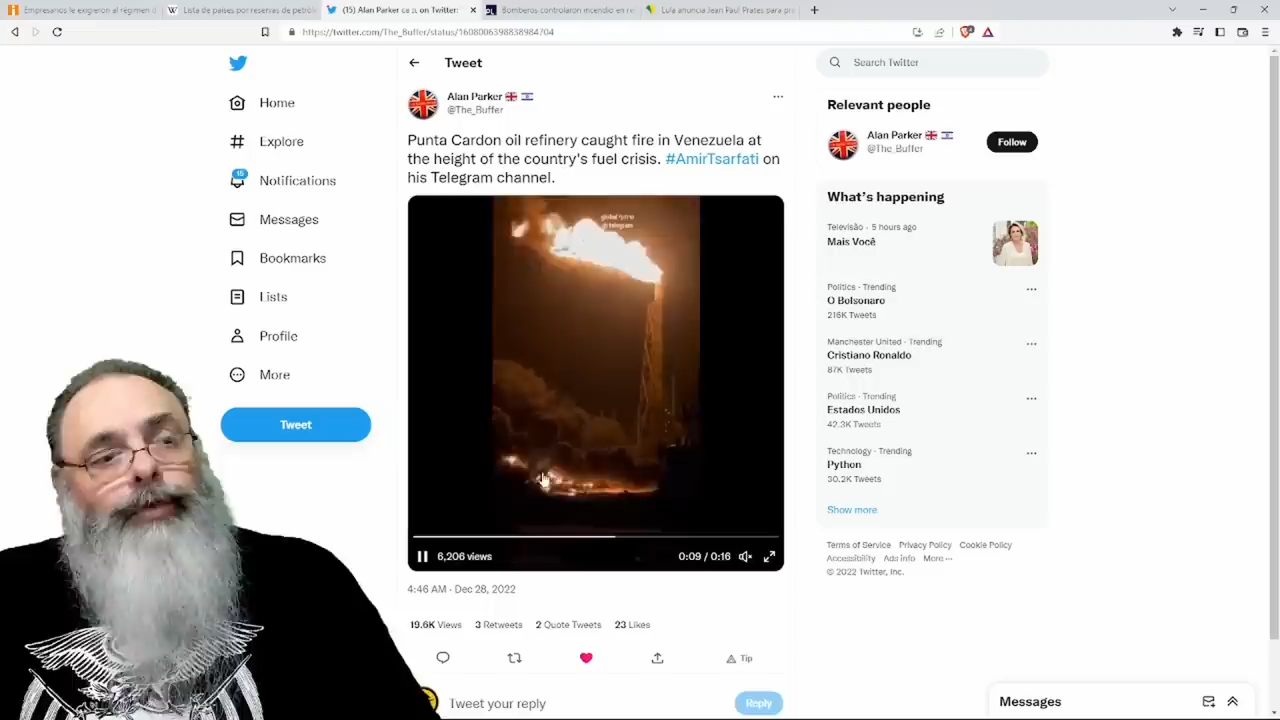 Empresarios le exigieron al régimen d
Lista de países por reservas de petról
(15) Alan Parker
on Twitter:
Bomberos controlaron incendio en re
Lula anuncia Jean Paul Prates para pr
https://twitter.com/The_Buffer/status/1608006398838984704
Home
Explore
15
Notifications
Messages
Bookmarks
Lists
Profile
More
Tweet
Tweet
Alan Parker
@The_Buffer
Punta Cardon oil refinery caught fire in Venezuela at
the height of the country's fuel crisis. #AmirTsarfati on
his Telegram channel.
6,206 views
0:09 / 0:16
4:46 AM · Dec 28, 2022
19.6K Views 3 Retweets 2 Quote Tweets 23 Likes
Tip
Tweet your reply
Reply
Search Twitter
Relevant people
Alan Parker
@The_Buffer
Follow
What's happening
Televisão · 5 hours ago
Mais Você
Politics · Trending
O Bolsonaro
216K Tweets
Manchester United · Trending
Cristiano Ronaldo
87K Tweets
Politics · Trending
Estados Unidos
42.3K Tweets
Technology · Trending
Python
30.2K Tweets
Show more
Terms of Service Privacy Policy Cookie Policy
Accessibility Ads info More ···
© 2022 Twitter, Inc.
Messages